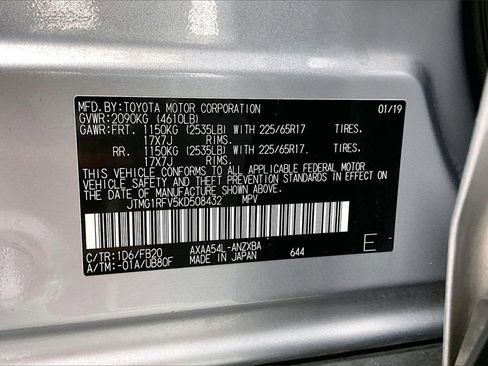 MFD.BY:TOYOTA MOTOR CORPORATION 01/19
GVWR:2090KG (4610LB)
GAWR:FRT. 1150KG (2535LB) WITH 225/65R17 TIRES.
17X7J RIMS.
RR. 1150KG (2535LB) WITH 225/65R17. TIRES.
17X7J RIMS.
THIS VEHICLE CONFORMS TO ALL APPLICABLE FEDERAL MOTOR
VEHICLE SAFETY AND THEFT PREVENTION STANDARDS IN EFFECT ON
THE DATE OF MANUFACTURE SHOWN ABOVE.
JTMG1RFV5KD508432 MPV
C/TR:1D6/FB20 AXAA54L-ANZXBA
A/TM:-01A/UB80F MADE IN JAPAN 644 E